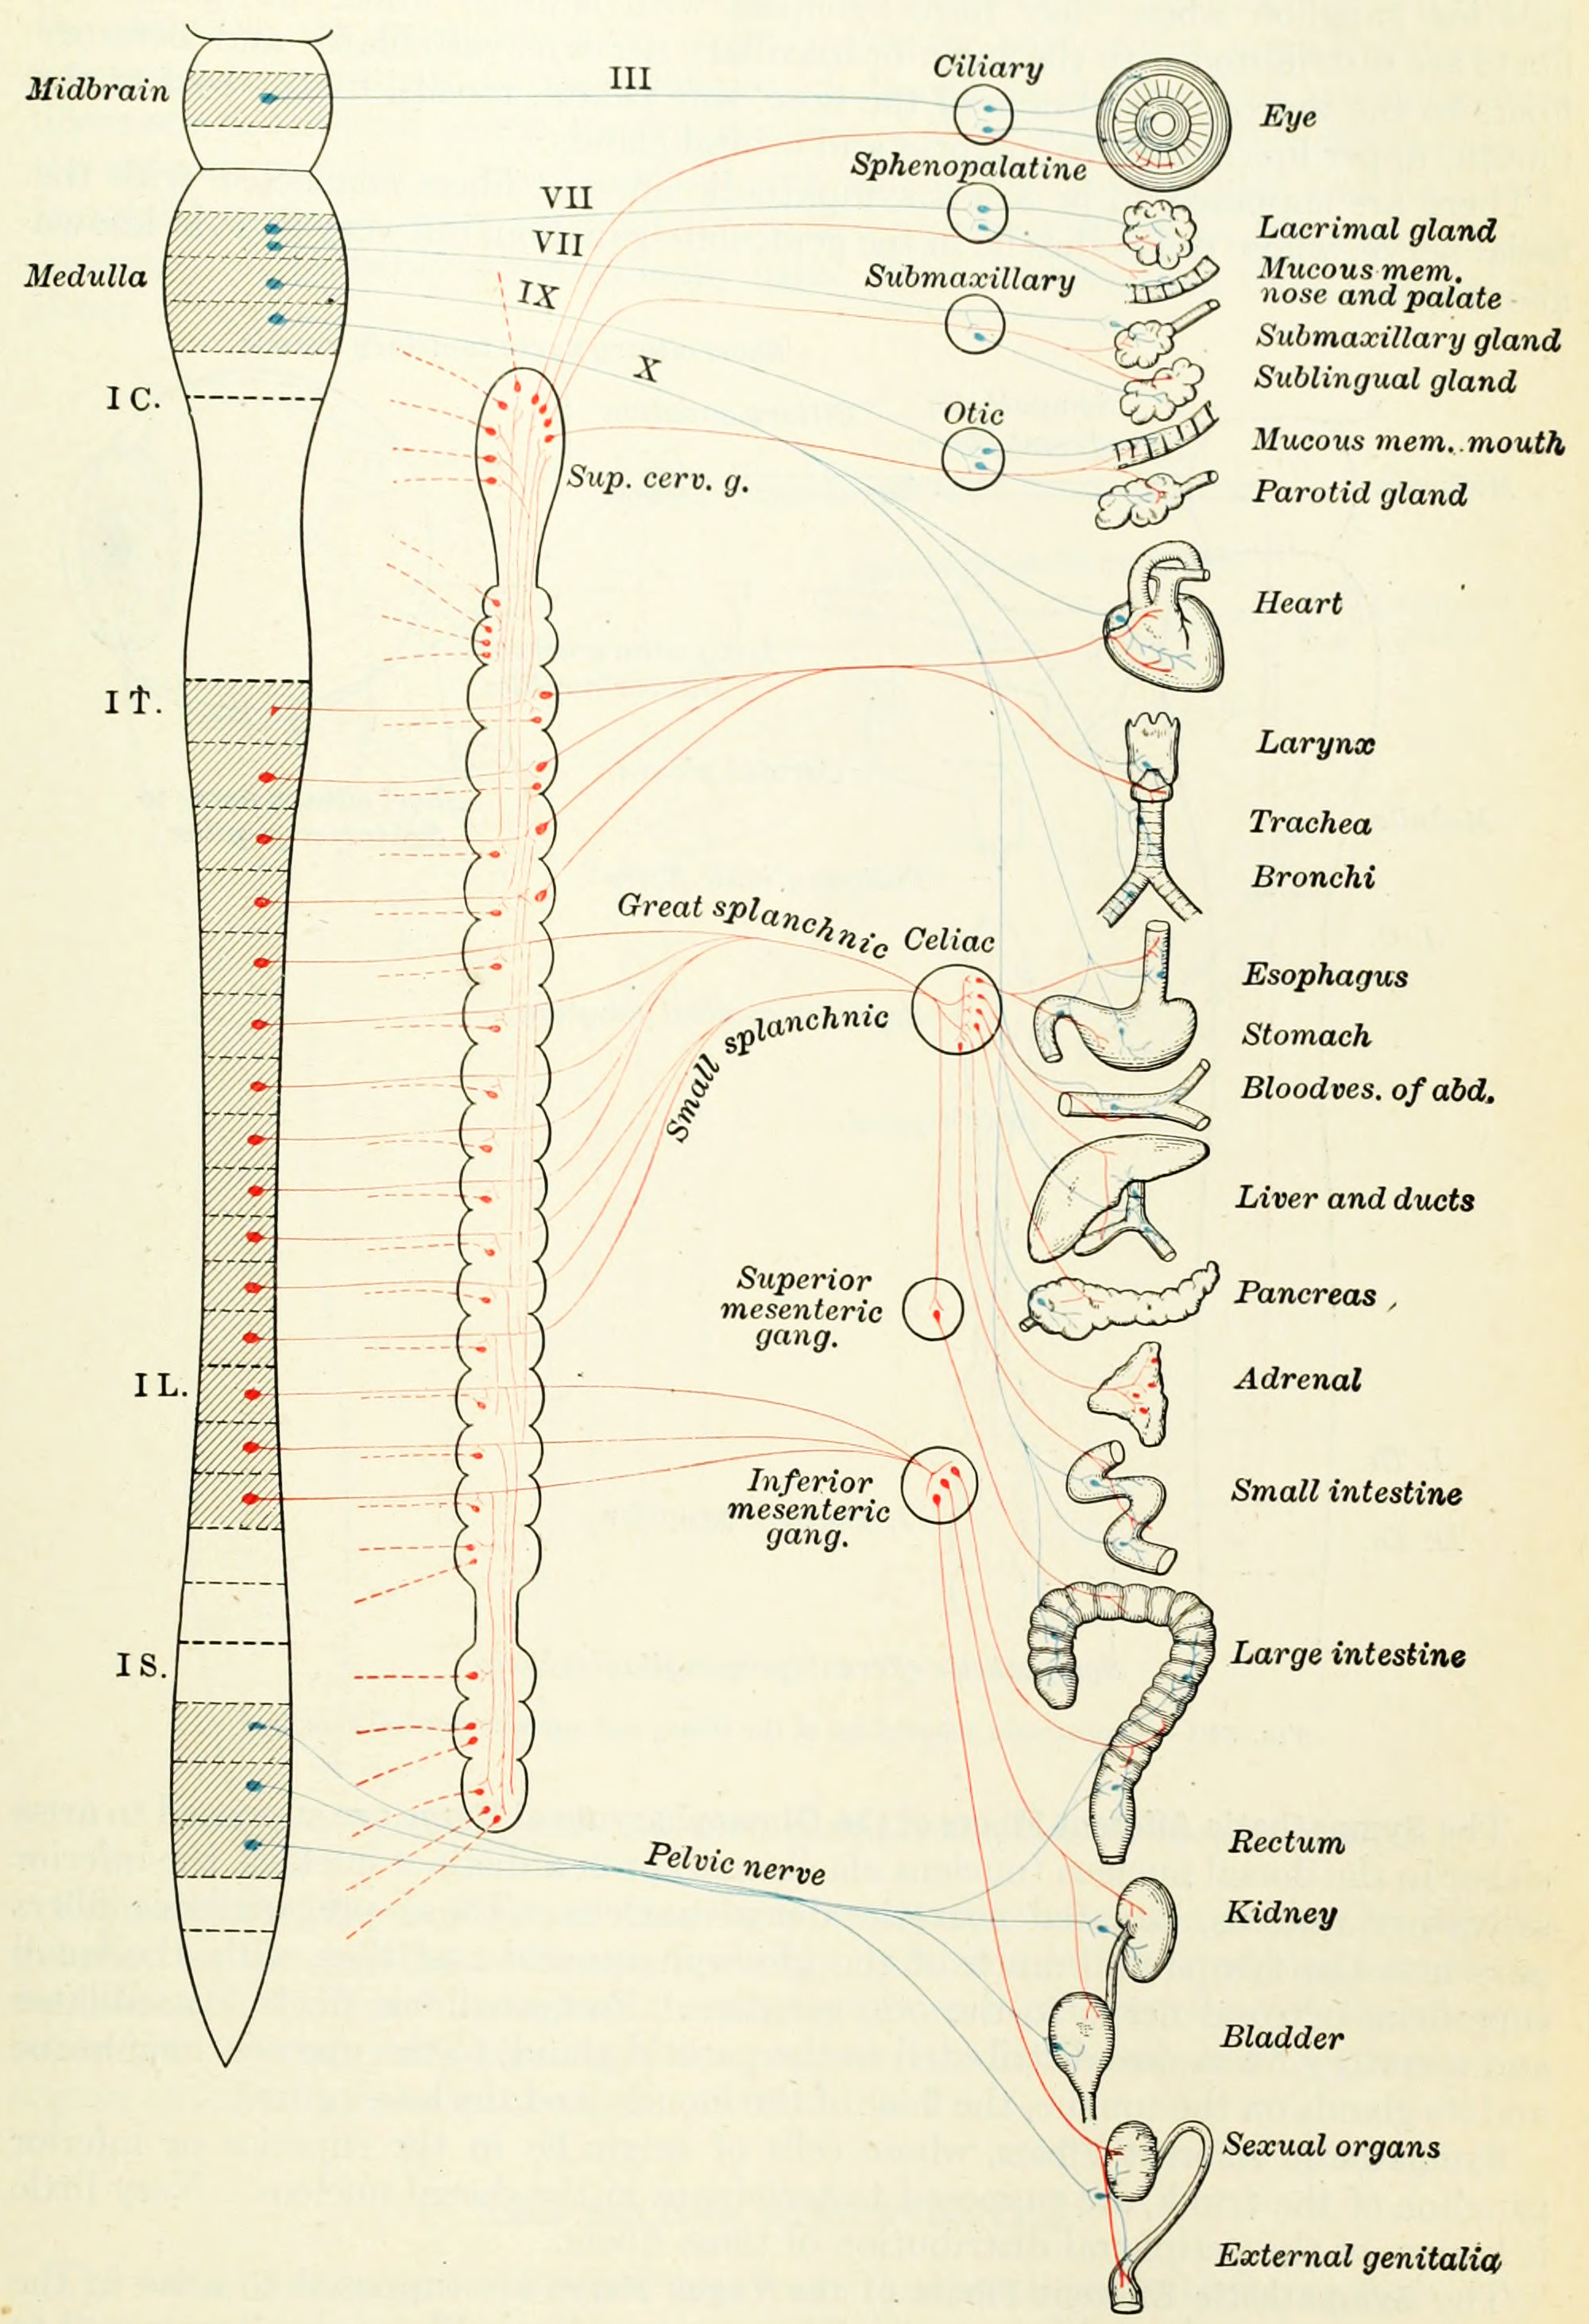 Midbrain
III
Ciliary
Eye
Sphenopalatine
VII
Lacrimal gland
VII
Medulla
Submaxillary
Mucous mem.
nose and palate
IX
Submaxillary gland
X
Sublingual gland
I C.
Otic
Mucous mem. mouth
Sup. cerv. g.
Parotid gland
Heart
I T.
Larynx
Trachea
Bronchi
Great splanchnic
Celiac
Esophagus
Small splanchnic
Stomach
Bloodves. of abd.
Liver and ducts
Superior
mesenteric
gang.
Pancreas
I L.
Adrenal
Inferior
mesenteric
gang.
Small intestine
I S.
Large intestine
Pelvic nerve
Rectum
Kidney
Bladder
Sexual organs
External genitalia